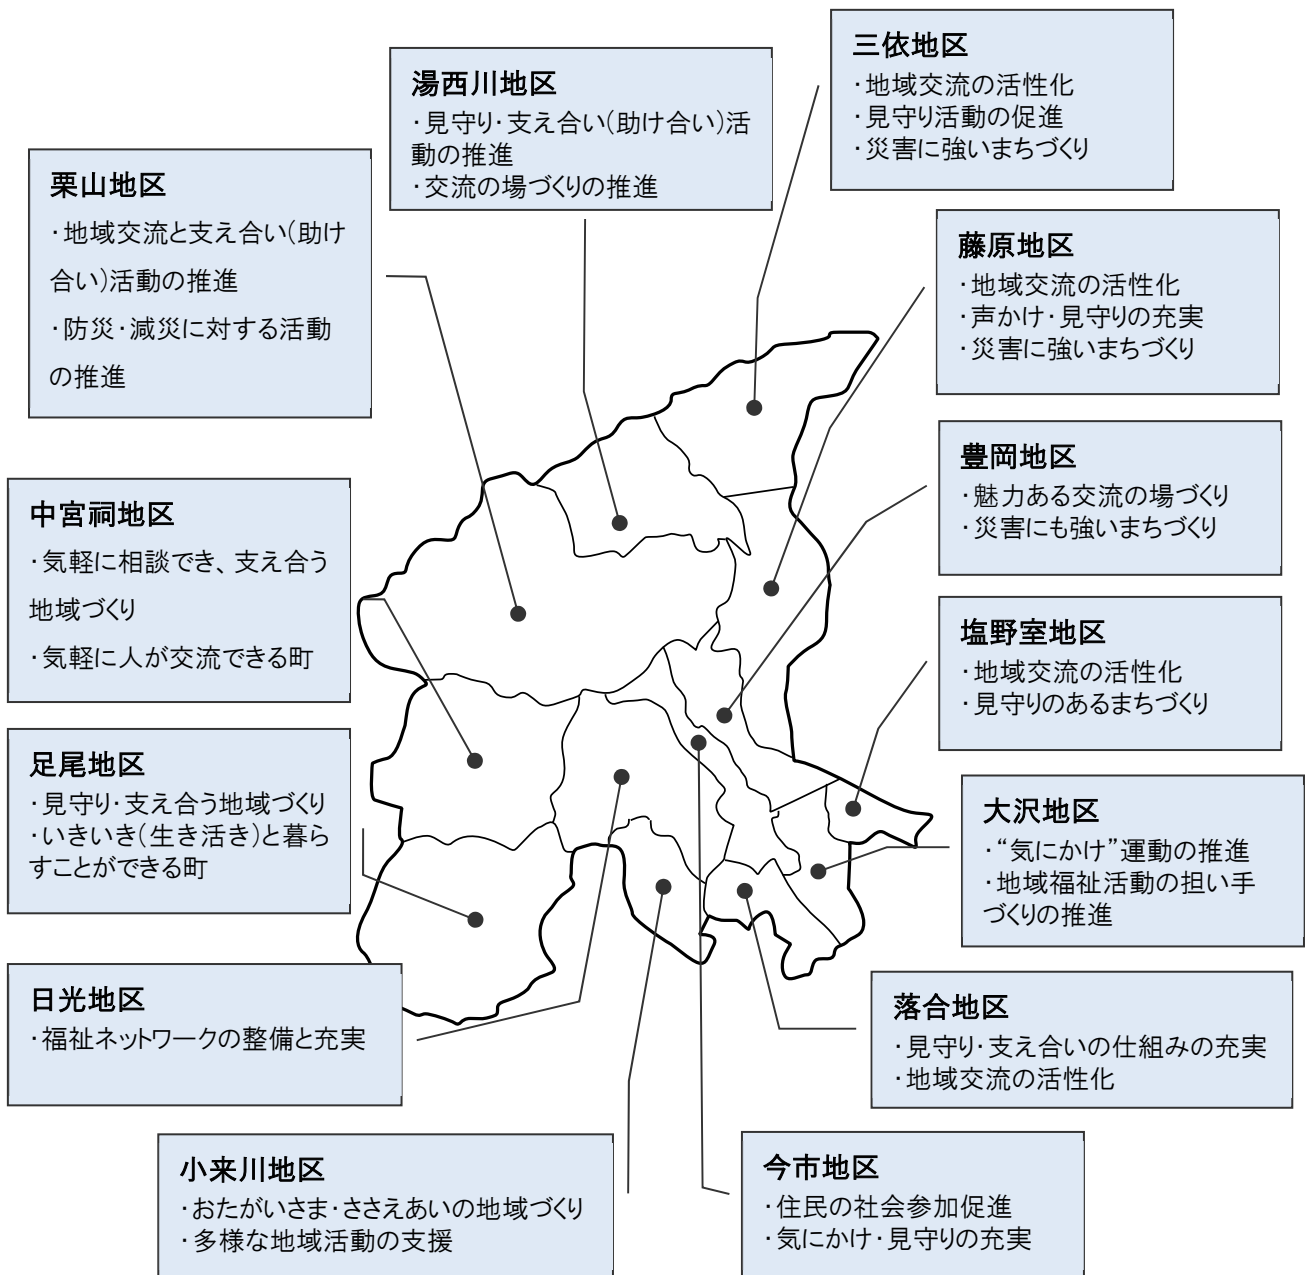 三依地区
・地域交流の活性化
・見守り活動の促進
・災害に強いまちづくり
湯西川地区
・見守り・支え合い(助け合い)活
動の推進
・交流の場づくりの推進
栗山地区
・地域交流と支え合い(助け
合い)活動の推進
・防災・減災に対する活動
の推進
藤原地区
・地域交流の活性化
・声かけ・見守りの充実
・災害に強いまちづくり
豊岡地区
・魅力ある交流の場づくり
・災害にも強いまちづくり
中宮祠地区
・気軽に相談でき、支え合う
地域づくり
・気軽に人が交流できる町
塩野室地区
・地域交流の活性化
・見守りのあるまちづくり
足尾地区
・見守り・支え合う地域づくり
・いきいき(生き活き)と暮ら
すことができる町
大沢地区
・“気にかけ”運動の推進
・地域福祉活動の担い手
づくりの推進
日光地区
・福祉ネットワークの整備と充実
落合地区
・見守り・支え合いの仕組みの充実
・地域交流の活性化
小来川地区
・おたがいさま・ささえあいの地域づくり
・多様な地域活動の支援
今市地区
・住民の社会参加促進
・気にかけ・見守りの充実